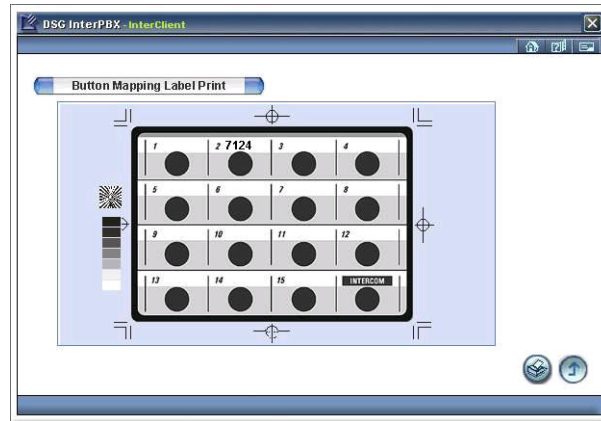 DSG InterPBX - InterClient
Button Mapping Label Print
1 2 7124 3 4
5 6 7 8
9 10 11 12
13 14 15 INTERCOM